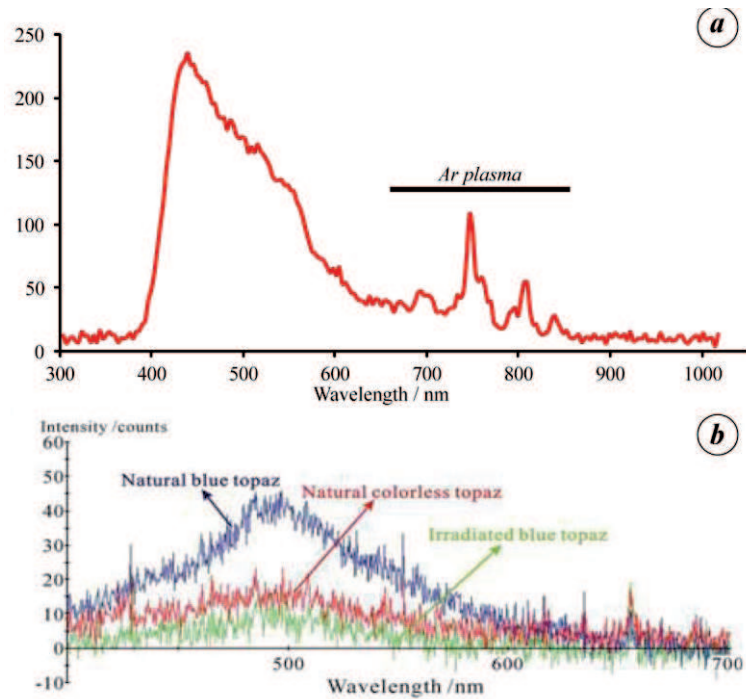 a
250
200
150
100
50
0
Ar plasma
300 400 500 600 700 800 900 1000
Wavelength / nm
b
Intensity /counts
60
50
40
30
20
10
0
-10
Natural blue topaz
Natural colorless topaz
Irradiated blue topaz
500 600 700
Wavelength/nm